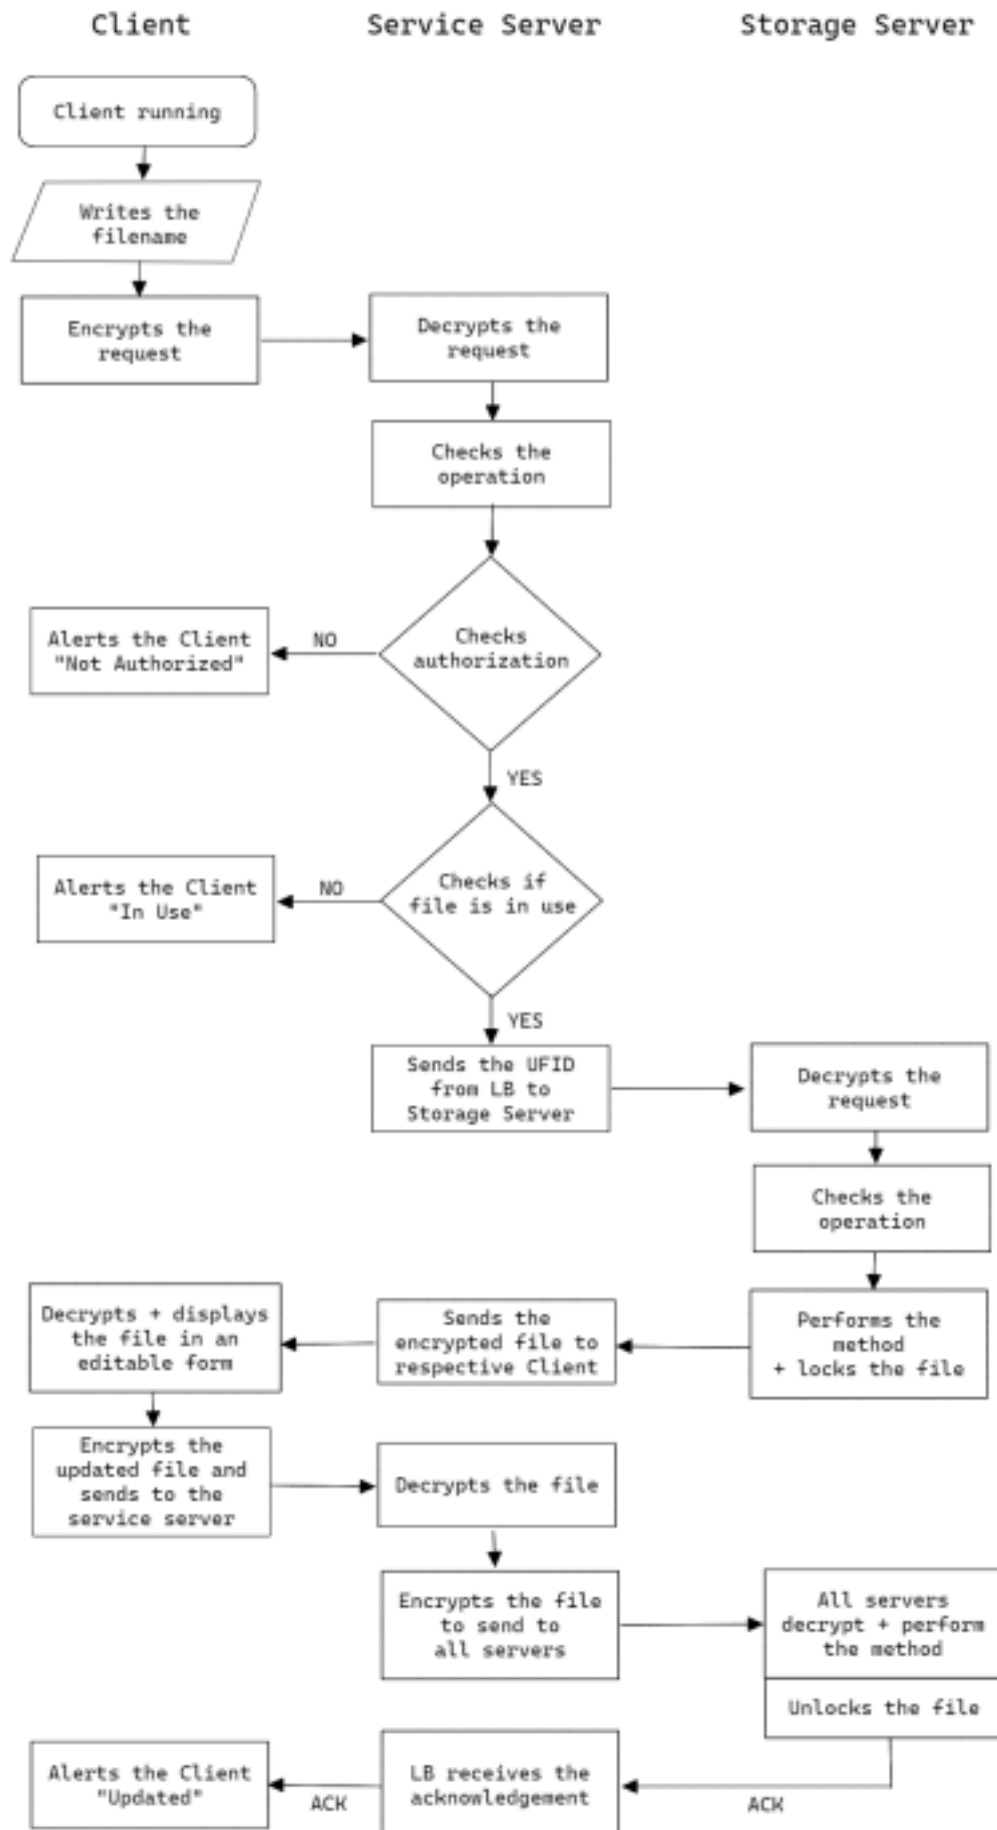 Client
Service Server
Storage Server
Client running
Writes the
filename
Encrypts the
request
Decrypts the
request
Checks the
operation
Checks
authorization
NO
Alerts the Client
"Not Authorized"
YES
Checks if
file is in use
NO
Alerts the Client
"In Use"
YES
Sends the UFID
from LB to
Storage Server
Decrypts the
request
Checks the
operation
Performs the
method
+ locks the file
Sends the
encrypted file to
respective Client
Decrypts + displays
the file in an
editable form
Encrypts the
updated file and
sends to the
service server
Decrypts the file
Encrypts the file
to send to
all servers
All servers
decrypt + perform
the method
Unlocks the file
ACK
LB receives the
acknowledgement
ACK
Alerts the Client
"Updated"